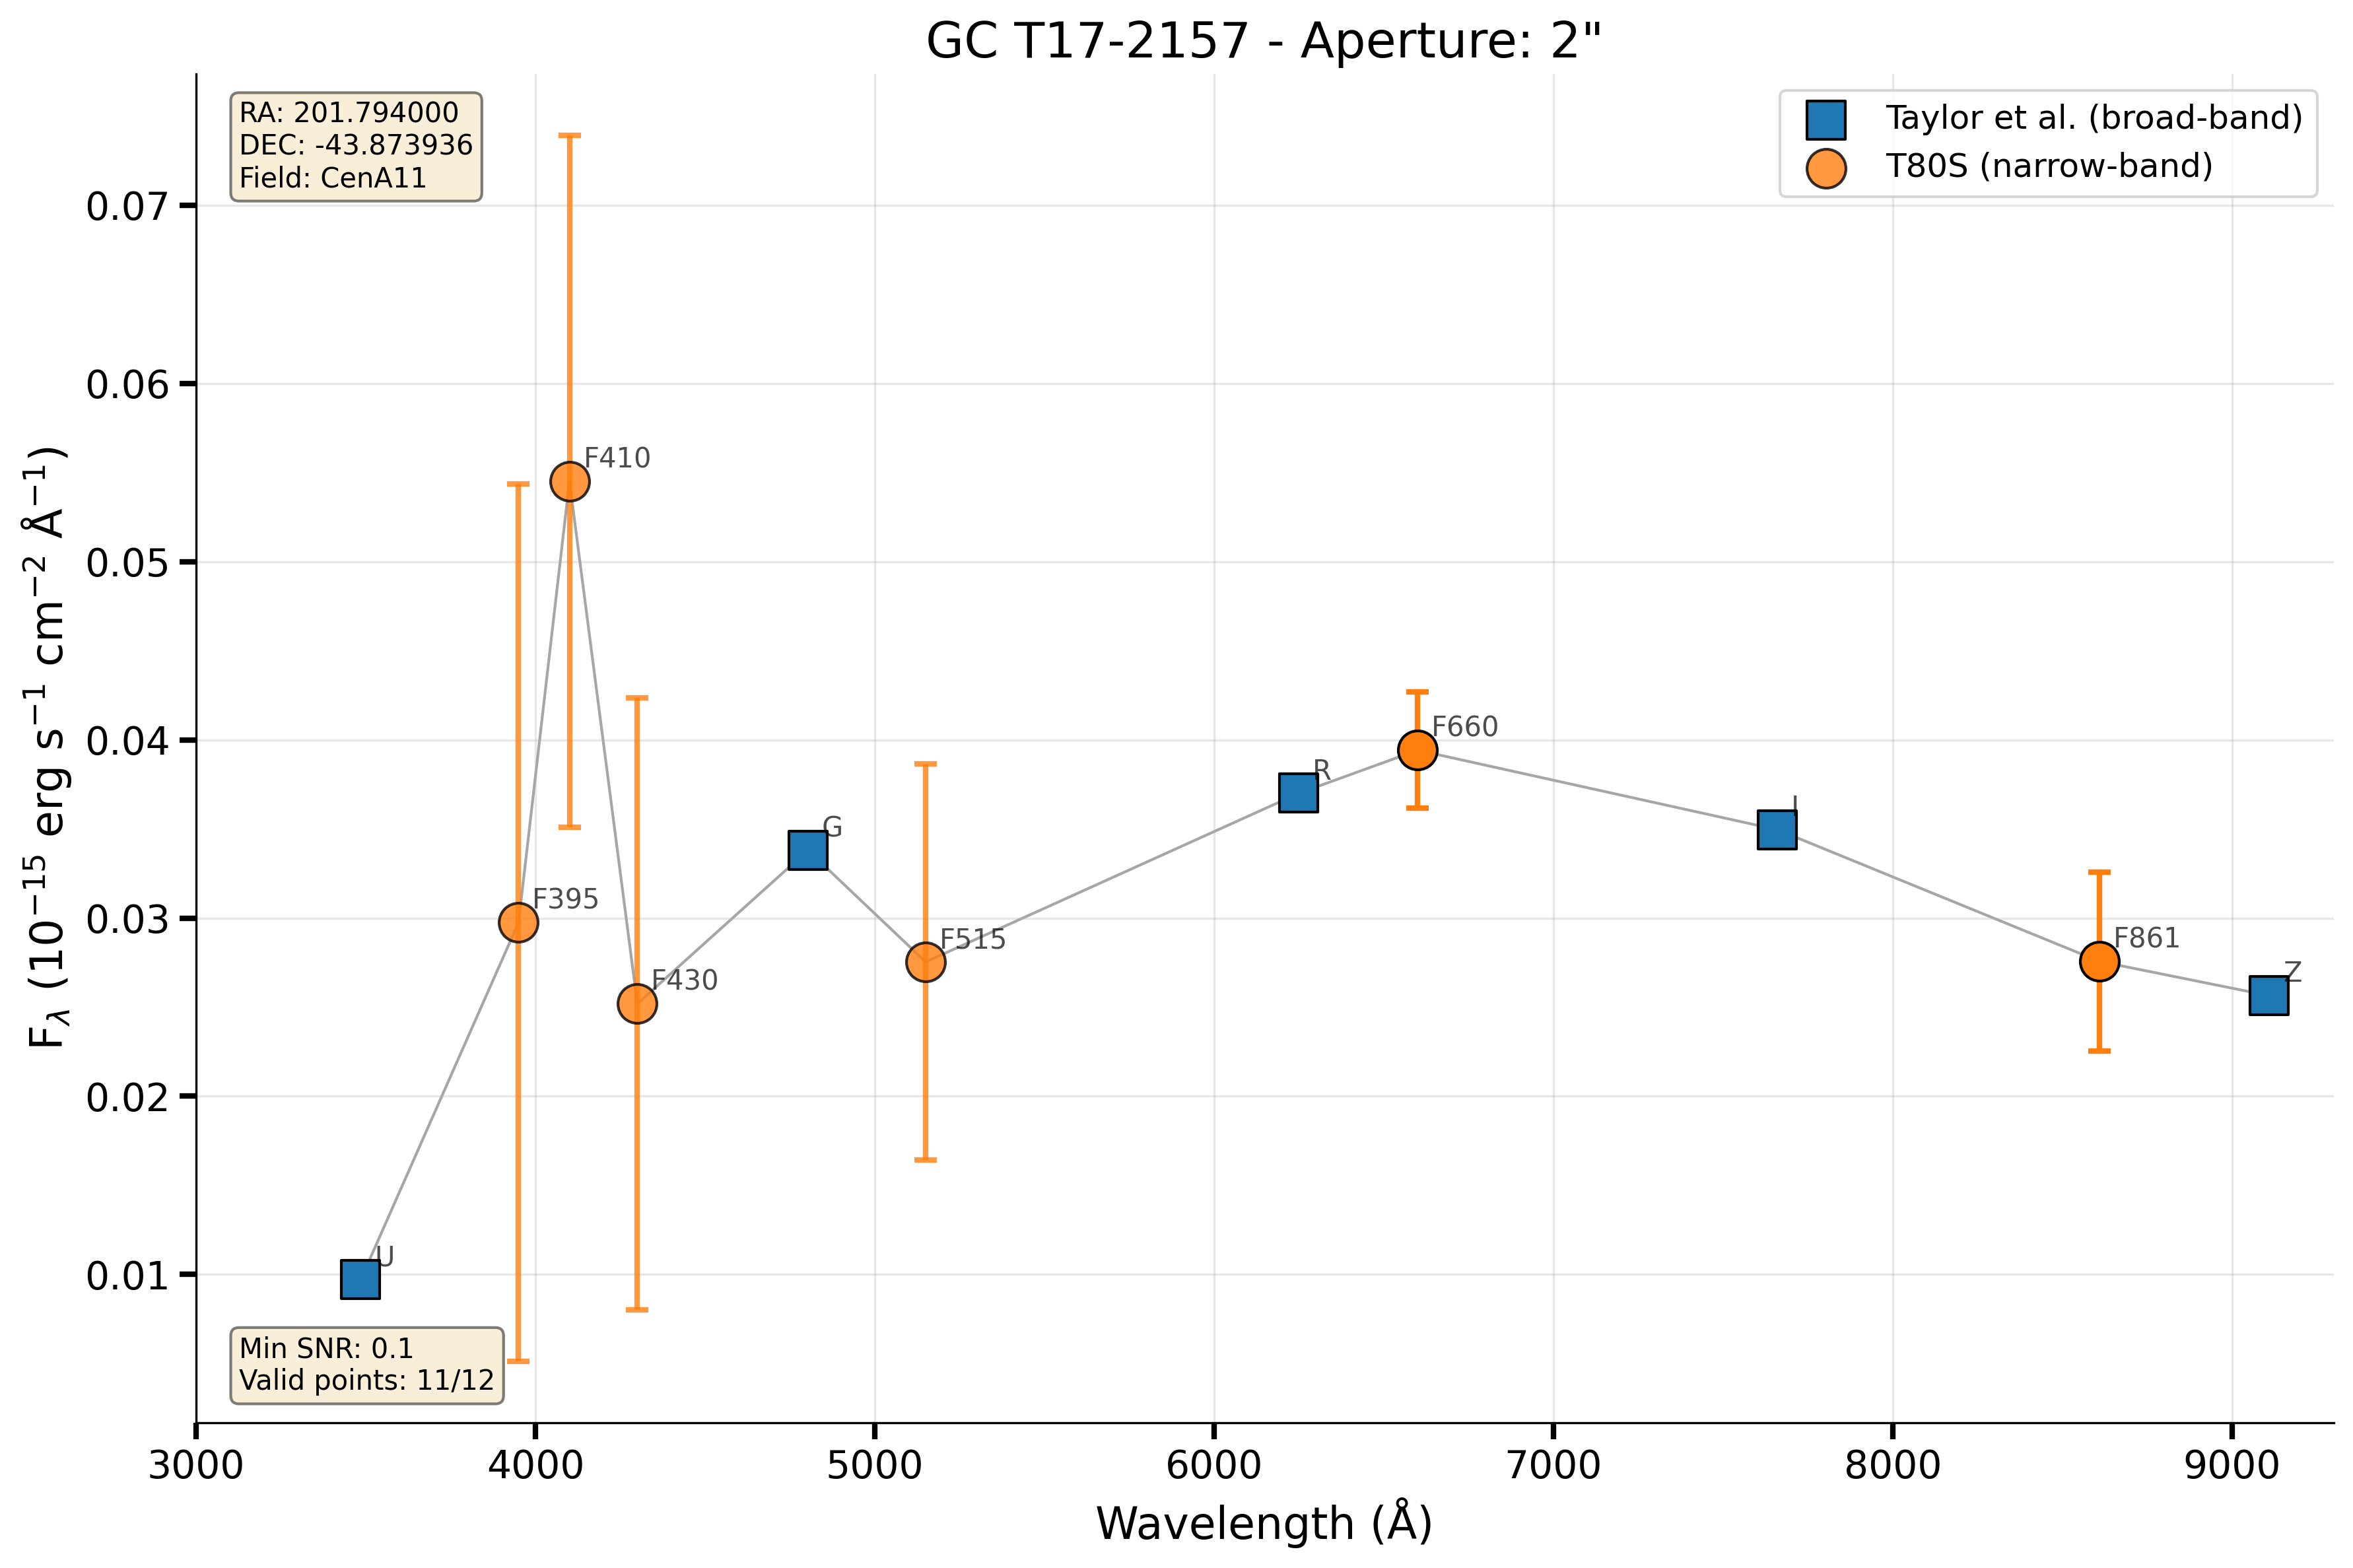 GC T17-2157 - Aperture: 2"
RA: 201.794000
DEC: -43.873936
Field: CenA11
Taylor et al. (broad-band)
T80S (narrow-band)
0.07
0.06
0.05
0.04
0.03
0.02
0.01
F_λ (10⁻¹⁵ erg s⁻¹ cm⁻² Å⁻¹)
F410
F660
R
I
G
F395
F515
F861
F430
Z
U
Min SNR: 0.1
Valid points: 11/12
3000 4000 5000 6000 7000 8000 9000
Wavelength (Å)